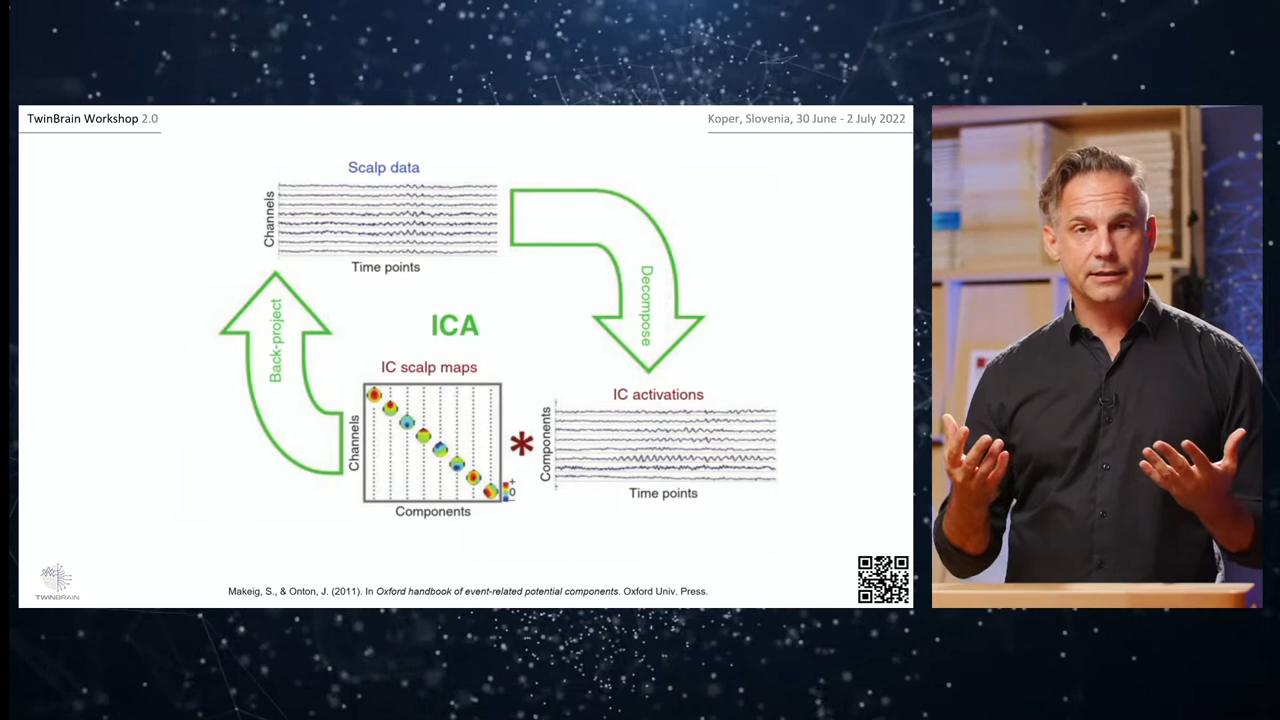 TwinBrain Workshop 2.0
Koper, Slovenia, 30 June - 2 July 2022
Scalp data
Channels
Time points
Decompose
Back-project
ICA
IC scalp maps
Channels
+
0
-
Components
*
IC activations
Components
Time points
TWINBRAIN
Makeig, S., & Onton, J. (2011). In Oxford handbook of event-related potential components. Oxford Univ. Press.